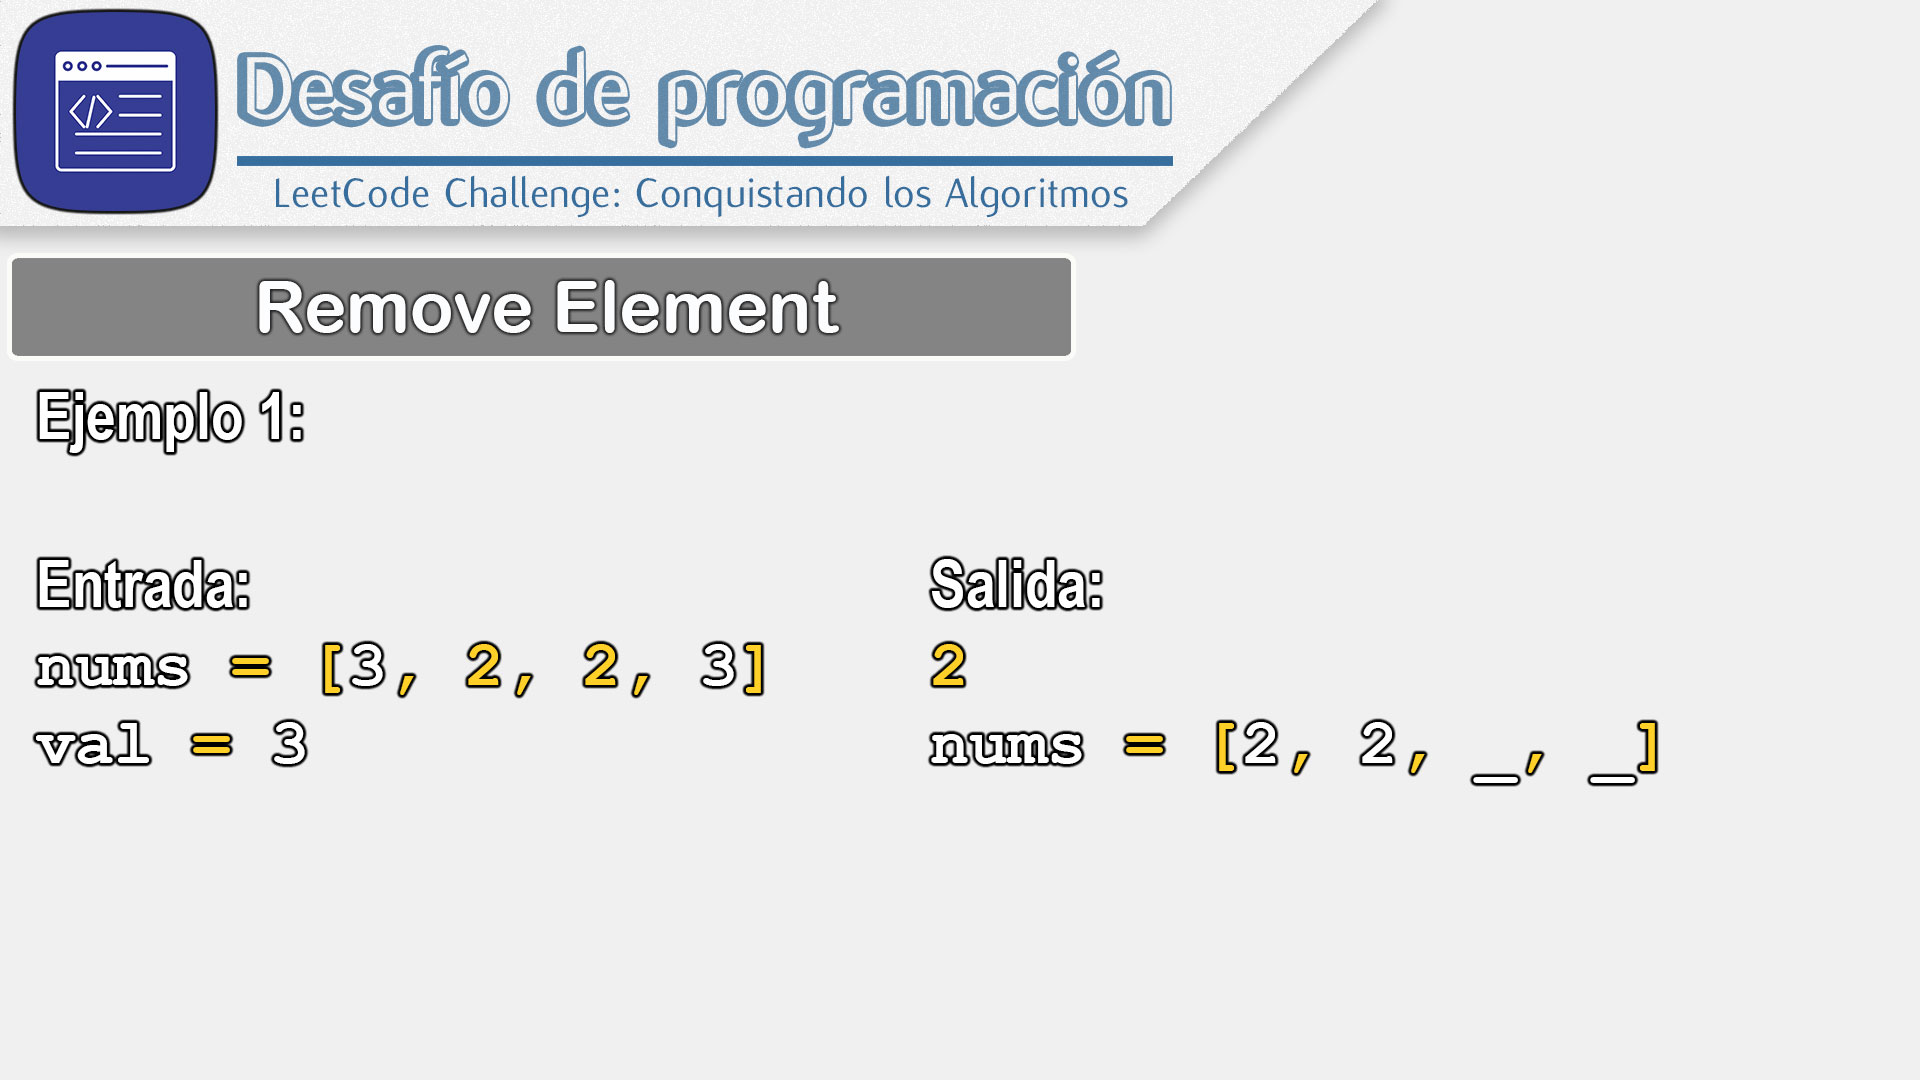 Desafío de programación
LeetCode Challenge: Conquistando los Algoritmos
Remove Element
Ejemplo 1:
Entrada:
nums = [3, 2, 2, 3]
val = 3
Salida:
2
nums = [2, 2, _, _]